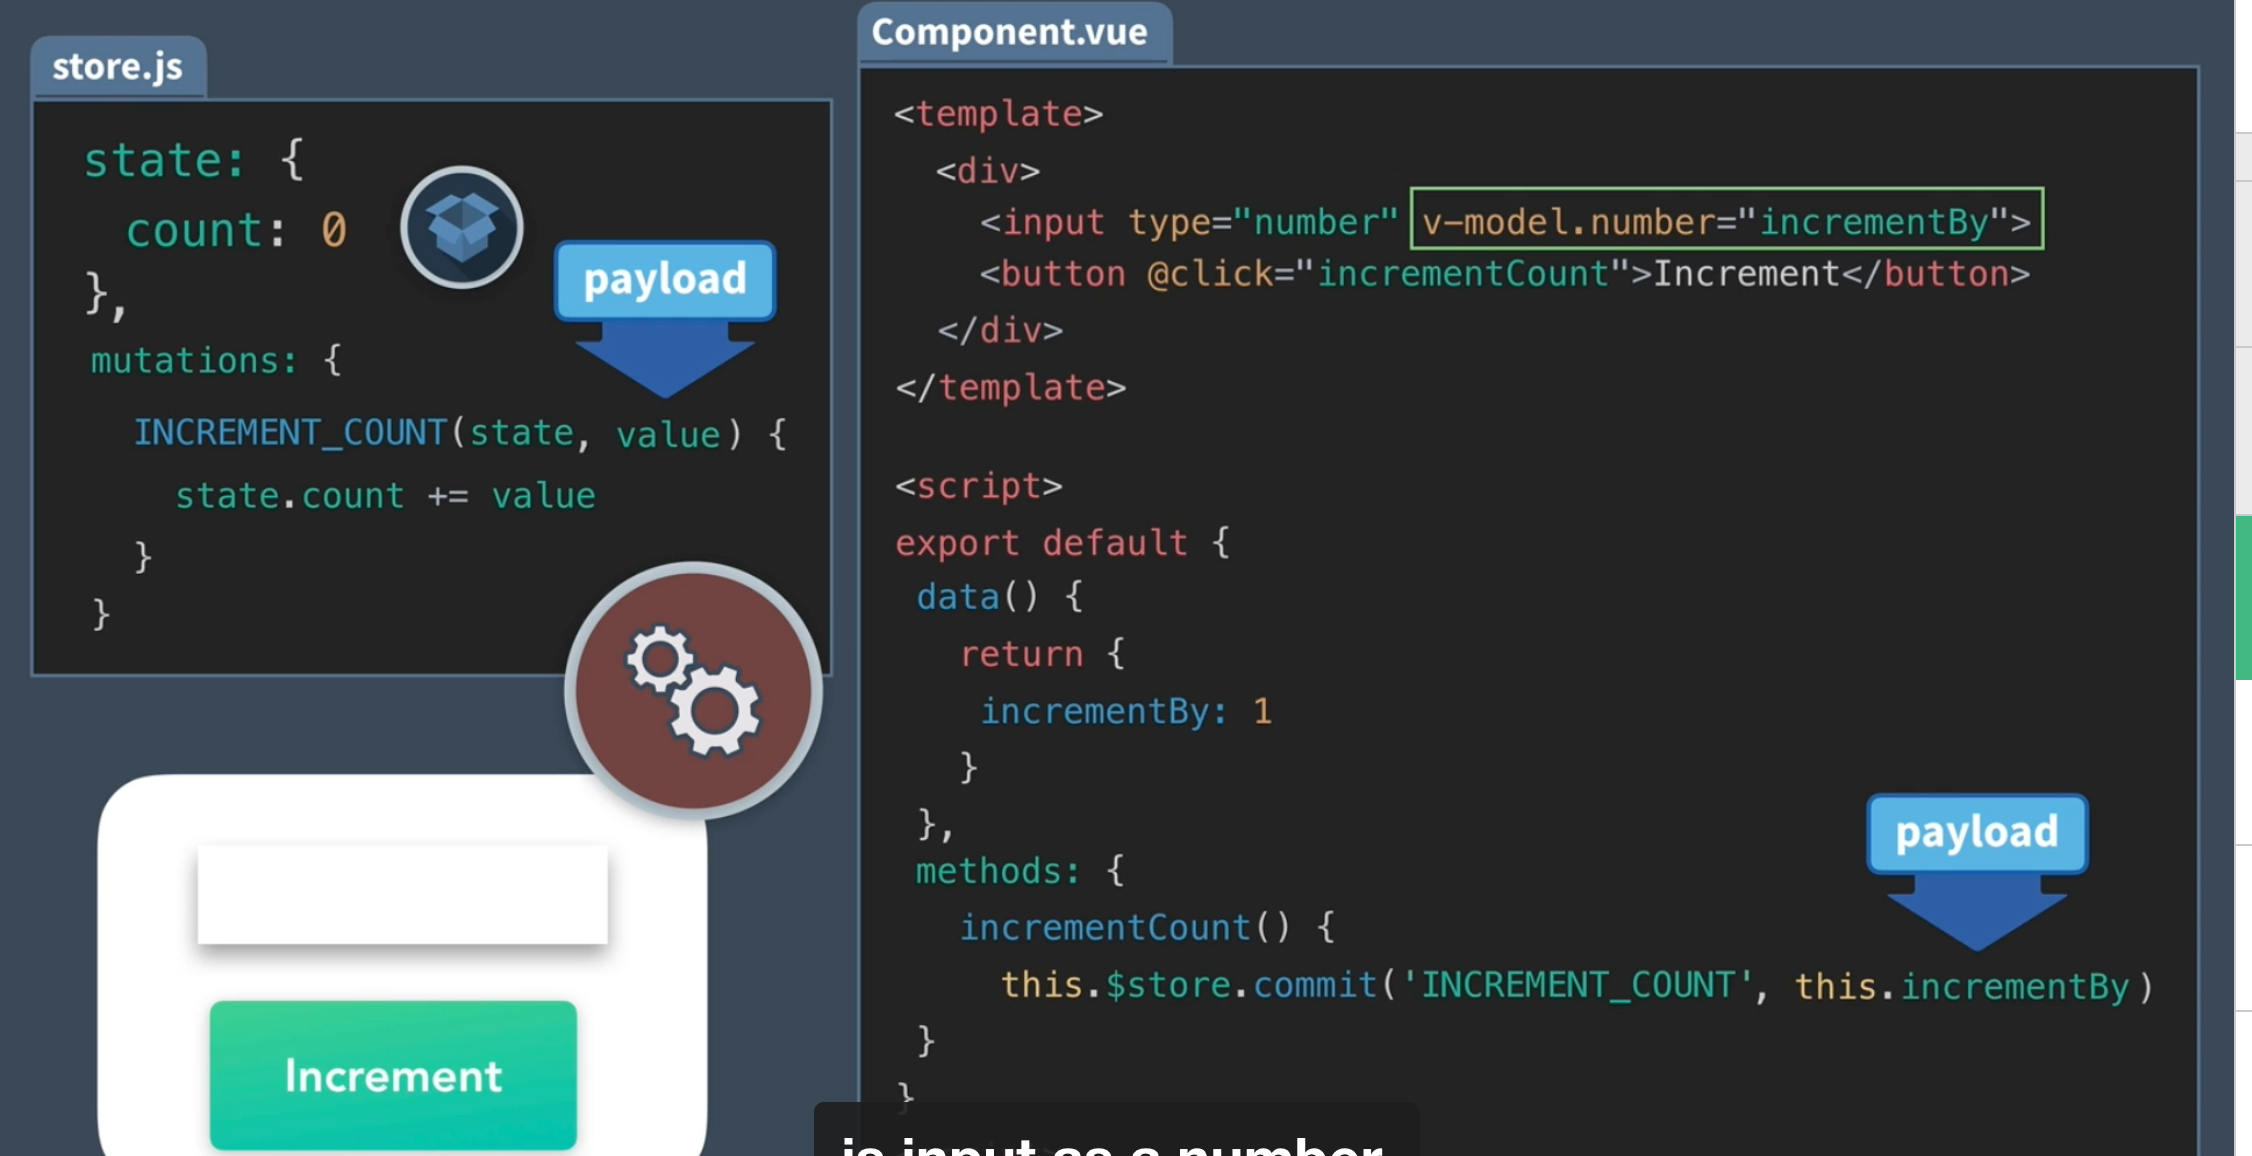 store.js
state: {
count: 0
},
mutations: {
payload
INCREMENT_COUNT(state, value) {
state.count += value
}
}
Increment
Component.vue
<template>
<div>
<input type="number" v-model.number="incrementBy">
<button @click="incrementCount">Increment</button>
</div>
</template>
<script>
export default {
data() {
return {
incrementBy: 1
}
},
methods: {
payload
incrementCount() {
this.$store.commit('INCREMENT_COUNT', this.incrementBy)
}
}
is input as a number